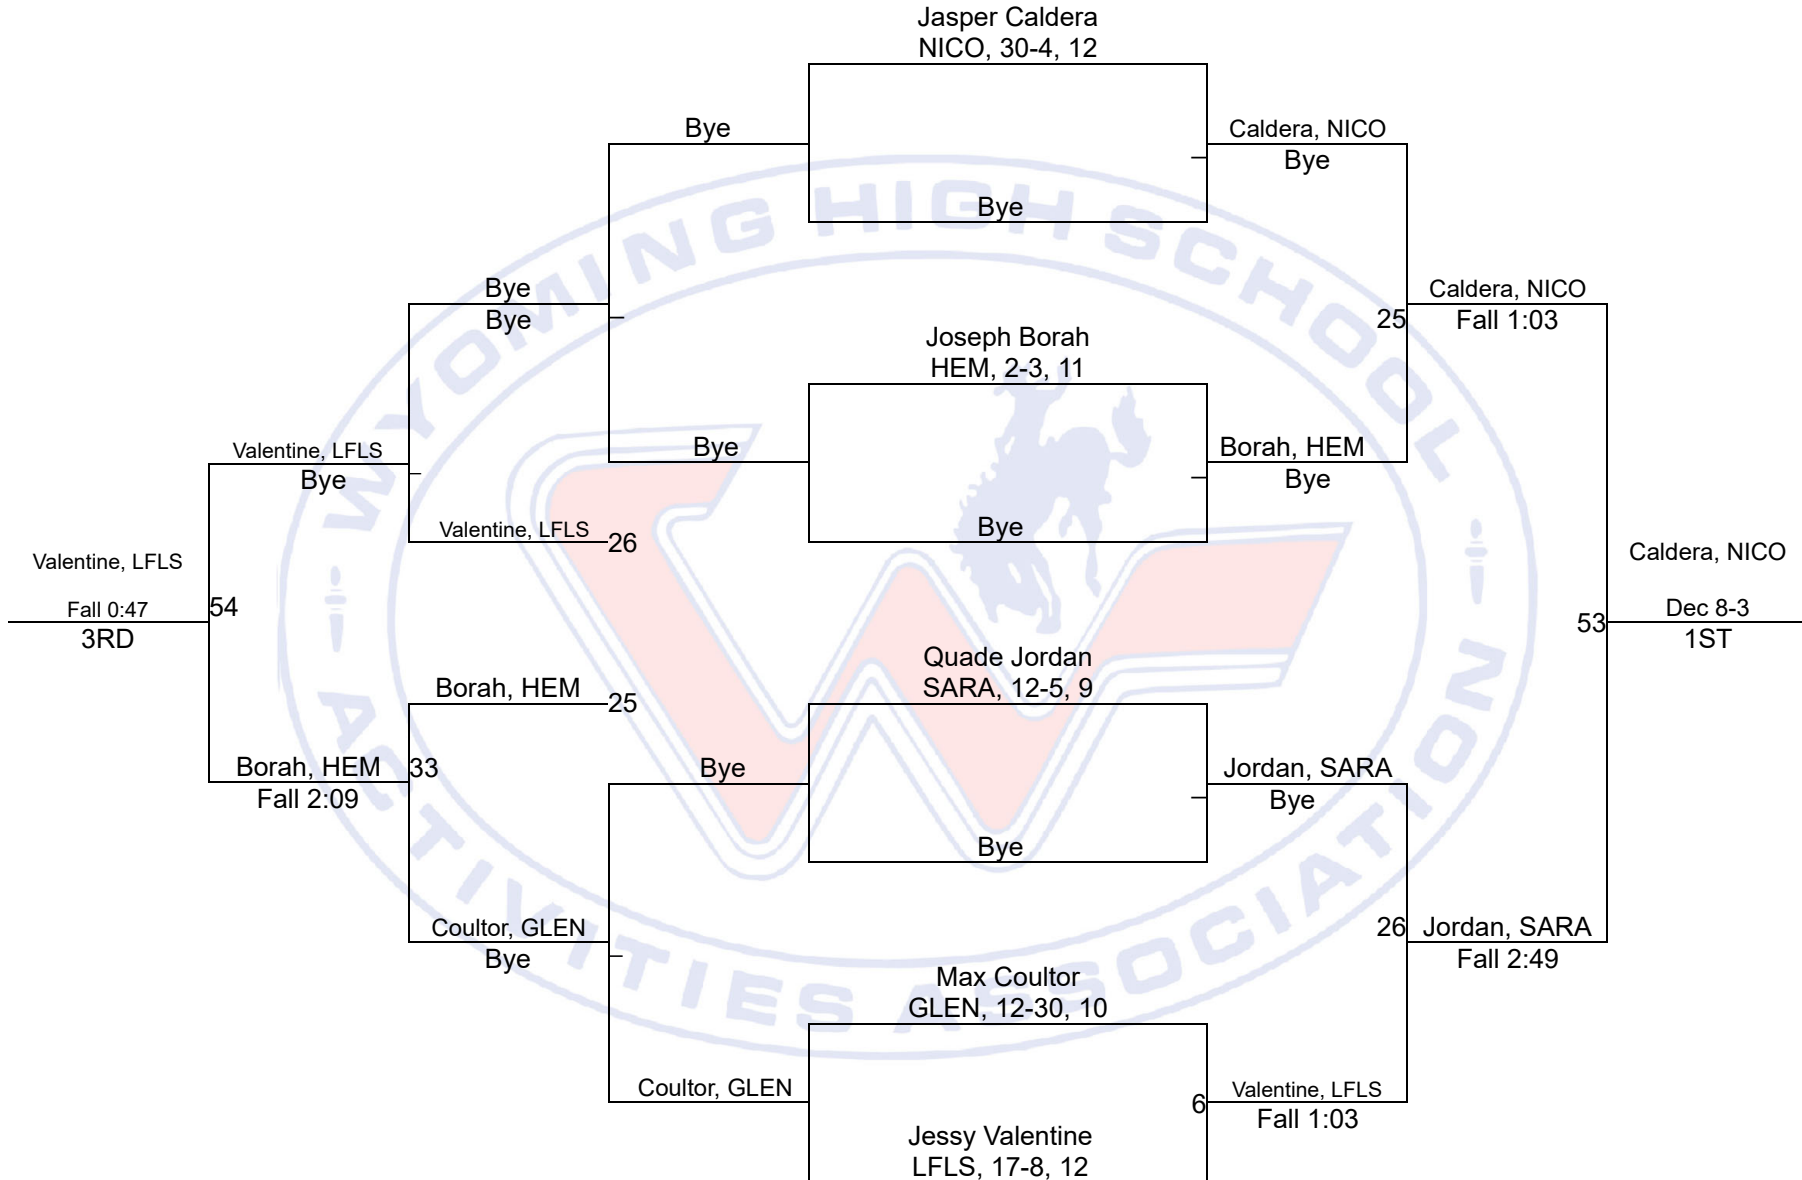 Jasper Caldera
NICO, 30-4, 12
Bye
Caldera, NICO
Bye
Bye
Bye
Bye
Caldera, NICO
25
Fall 1:03
Joseph Borah
HEM, 2-3, 11
Valentine, LFLS
Bye
Bye
Borah, HEM
Bye
Valentine, LFLS
26
Bye
Valentine, LFLS
Fall 0:47
3RD
54
Caldera, NICO
53
Dec 8-3
1ST
Quade Jordan
SARA, 12-5, 9
Borah, HEM
25
Borah, HEM
33
Fall 2:09
Bye
Jordan, SARA
Bye
Bye
Coultor, GLEN
Bye
26
Jordan, SARA
Fall 2:49
Max Coultor
GLEN, 12-30, 10
Coultor, GLEN
6
Valentine, LFLS
Fall 1:03
Jessy Valentine
LFLS, 17-8, 12
WYOMING HIGH SCHOOL
ACTIVITIES ASSOCIATION
W